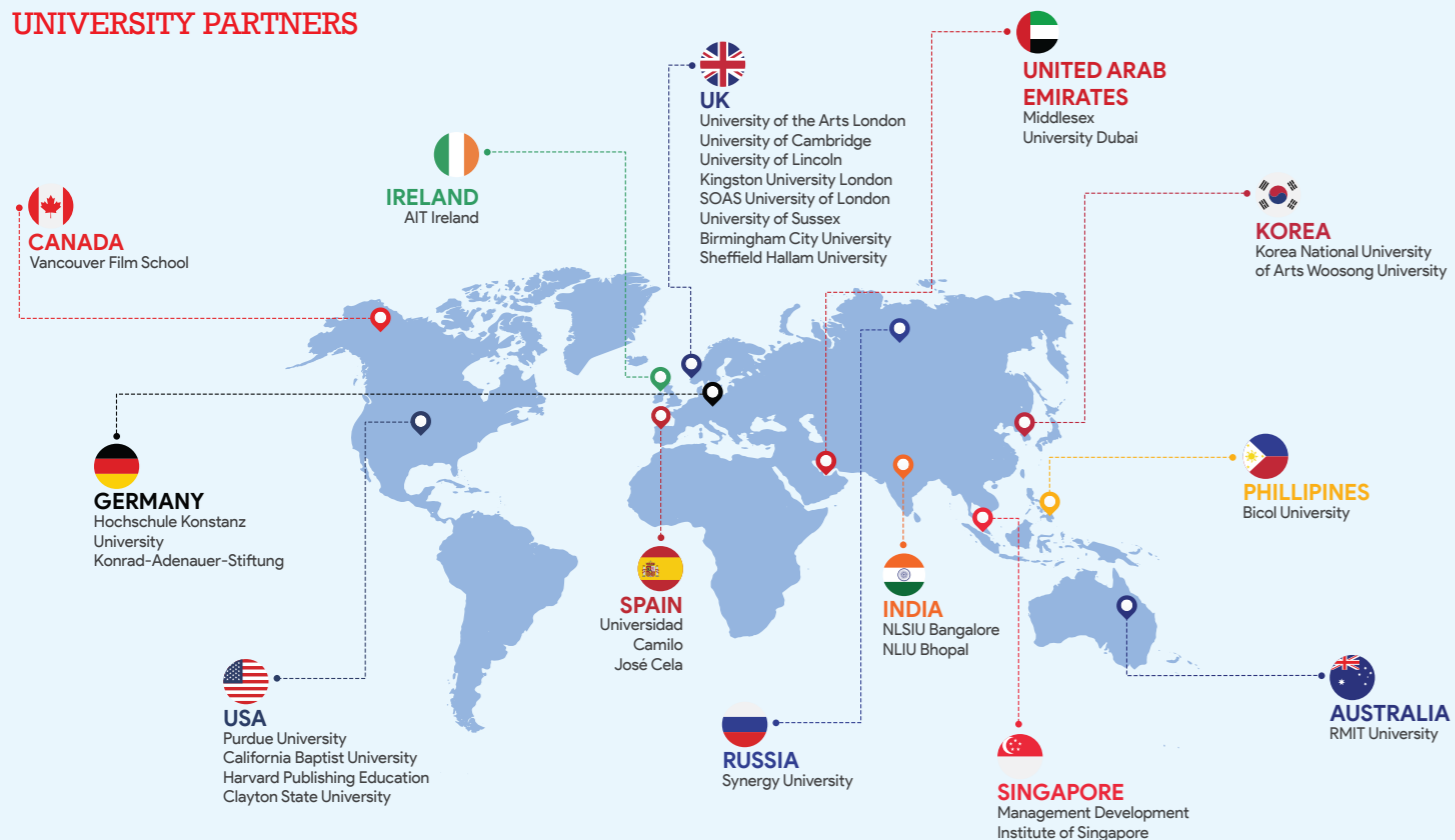 UNIVERSITY PARTNERS
UNITED ARAB
EMIRATES
Middlesex
University Dubai
UK
University of the Arts London
University of Cambridge
University of Lincoln
Kingston University London
SOAS University of London
University of Sussex
Birmingham City University
Sheffield Hallam University
IRELAND
AIT Ireland
CANADA
Vancouver Film School
KOREA
Korea National University
of Arts Woosong University
GERMANY
Hochschule Konstanz
University
Konrad-Adenauer-Stiftung
PHILLIPINES
Bicol University
SPAIN
Universidad
Camilo
José Cela
INDIA
NLSIU Bangalore
NLIU Bhopal
USA
Purdue University
California Baptist University
Harvard Publishing Education
Clayton State University
RUSSIA
Synergy University
SINGAPORE
Management Development
Institute of Singapore
AUSTRALIA
RMIT University